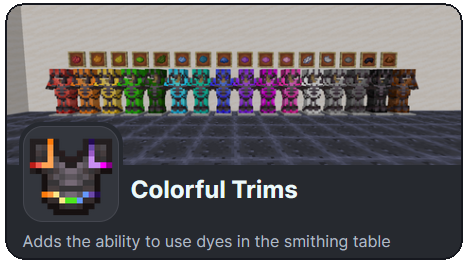 Colorful Trims
Adds the ability to use dyes in the smithing table